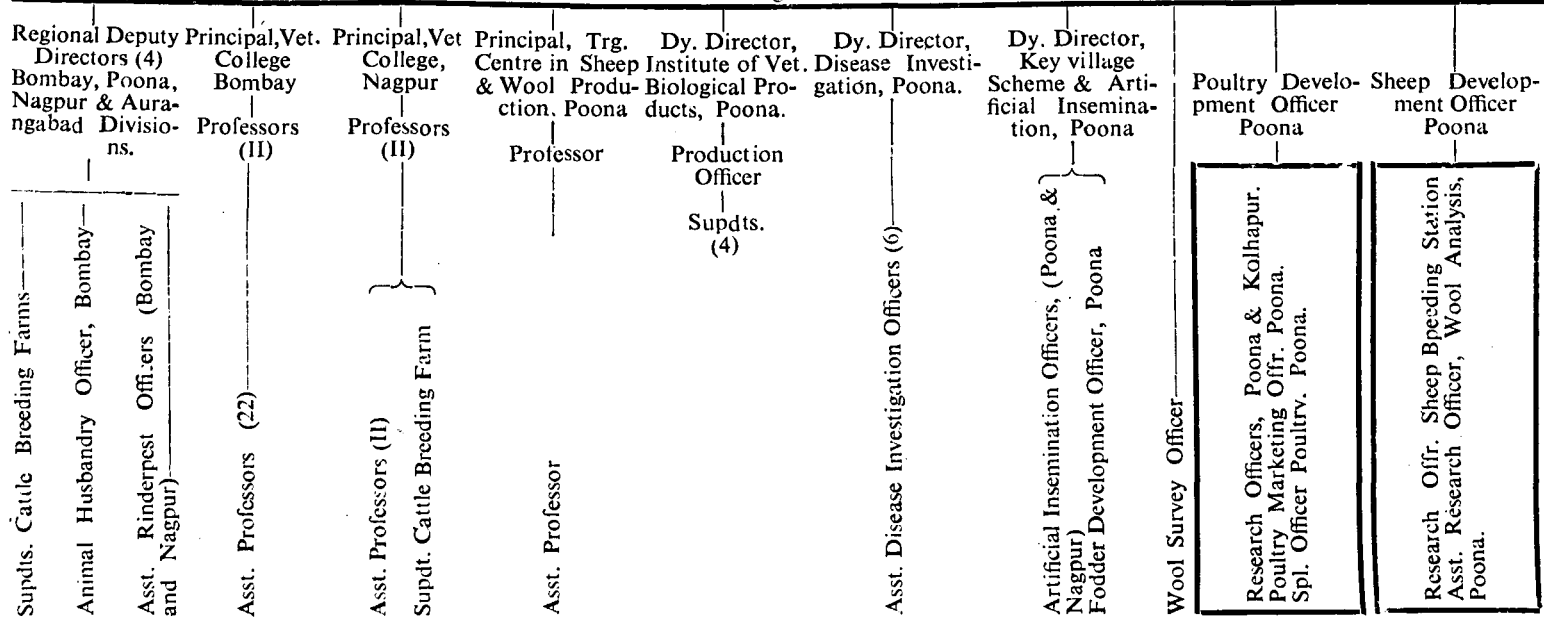 Regional Deputy
Directors (4)
Bombay, Poona,
Nagpur & Aura-
ngabad Divisio-
ns.
Supdts. Cattle Breeding Farms
Animal Husbandry Officer, Bombay
Asst. Rinderpest Officers (Bombay
and Nagpur)
Principal,Vet.
College
Bombay
Professors
(II)
Asst. Professors (22)
Principal,Vet
College,
Nagpur
Professors
(II)
Asst. Professors (II)
Supdt. Cattle Breeding Farm
Principal, Trg.
Centre in Sheep
& Wool Produ-
ction. Poona
Professor
Asst. Professor
Dy. Director,
Institute of Vet.
Biological Pro-
ducts, Poona.
Production
Officer
Supdts.
(4)
Dy. Director,
Disease Investi-
gation, Poona.
Asst. Disease Investigation Officers (6)
Dy. Director,
Key village
Scheme & Arti-
ficial Insemina-
tion, Poona
Artificial Insemination Officers, (Poona &
Nagpur)
Fodder Development Officer, Poona
Wool Survey Officer
Poultry Develo-
pment Officer
Poona
Research Officers, Poona & Kolhapur.
Poultry Marketing Offr. Poona.
Spl. Officer Poultry. Poona.
Sheep Develop-
ment Officer
Poona
Research Offr. Sheep Bpeeding Station
Asst. Research Officer, Wool Analysis,
Poona.